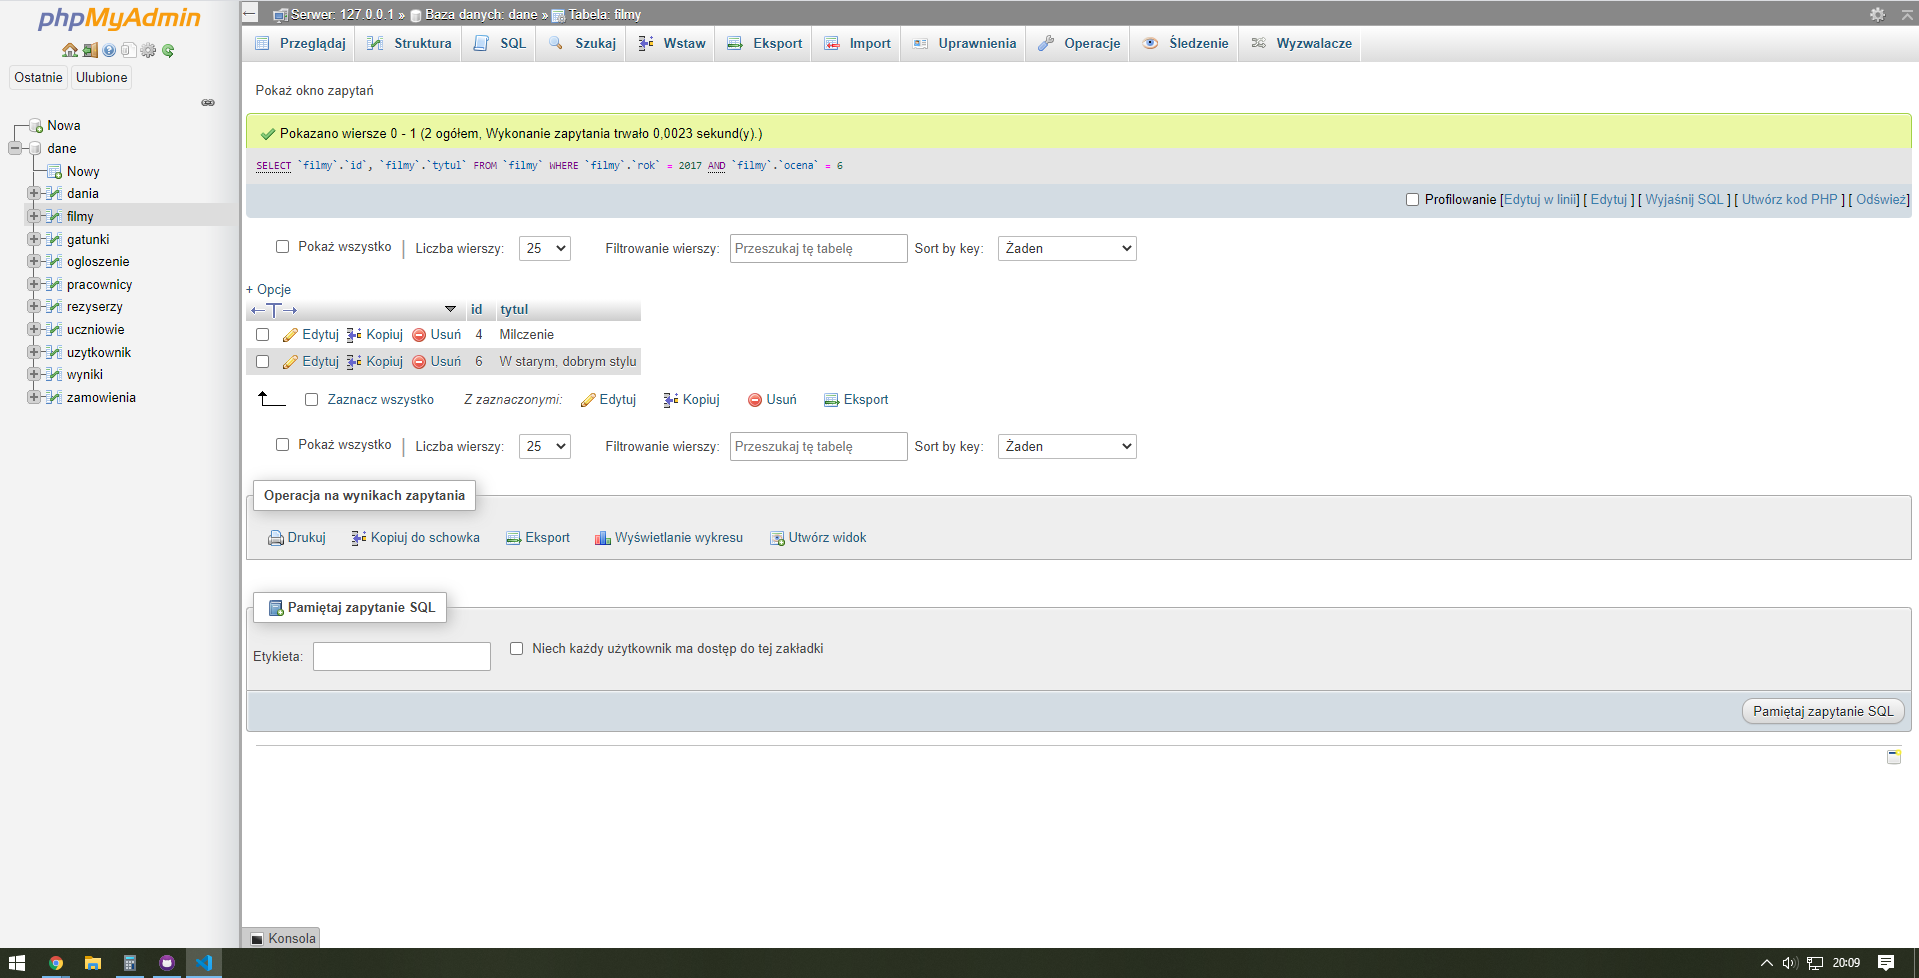 phpMyAdmin
Ostatnie Ulubione
Nowa
dane
Nowy
dania
filmy
gatunki
ogloszenie
pracownicy
rezyserzy
uczniowie
uzytkownik
wyniki
zamowienia
Serwer: 127.0.0.1 » Baza danych: dane » Tabela: filmy
Przeglądaj Struktura SQL Szukaj Wstaw Eksport Import Uprawnienia Operacje Śledzenie Wyzwalacze
Pokaż okno zapytań
Pokazano wiersze 0 - 1 (2 ogółem, Wykonanie zapytania trwało 0,0023 sekund(y).)
SELECT `filmy`.`id`, `filmy`.`tytul` FROM `filmy` WHERE `filmy`.`rok` = 2017 AND `filmy`.`ocena` = 6
Profilowanie [Edytuj w linii] [ Edytuj ] [ Wyjaśnij SQL ] [ Utwórz kod PHP ] [ Odśwież]
Pokaż wszystko | Liczba wierszy: 25 Filtrowanie wierszy: Przeszukaj tę tabelę Sort by key: Żaden
+ Opcje
←T→ id tytul
Edytuj Kopiuj Usuń 4 Milczenie
Edytuj Kopiuj Usuń 6 W starym, dobrym stylu
Zaznacz wszystko Z zaznaczonymi: Edytuj Kopiuj Usuń Eksport
Pokaż wszystko | Liczba wierszy: 25 Filtrowanie wierszy: Przeszukaj tę tabelę Sort by key: Żaden
Operacja na wynikach zapytania
Drukuj Kopiuj do schowka Eksport Wyświetlanie wykresu Utwórz widok
Pamiętaj zapytanie SQL
Etykieta: Niech każdy użytkownik ma dostęp do tej zakładki
Pamiętaj zapytanie SQL
Konsola
20:09